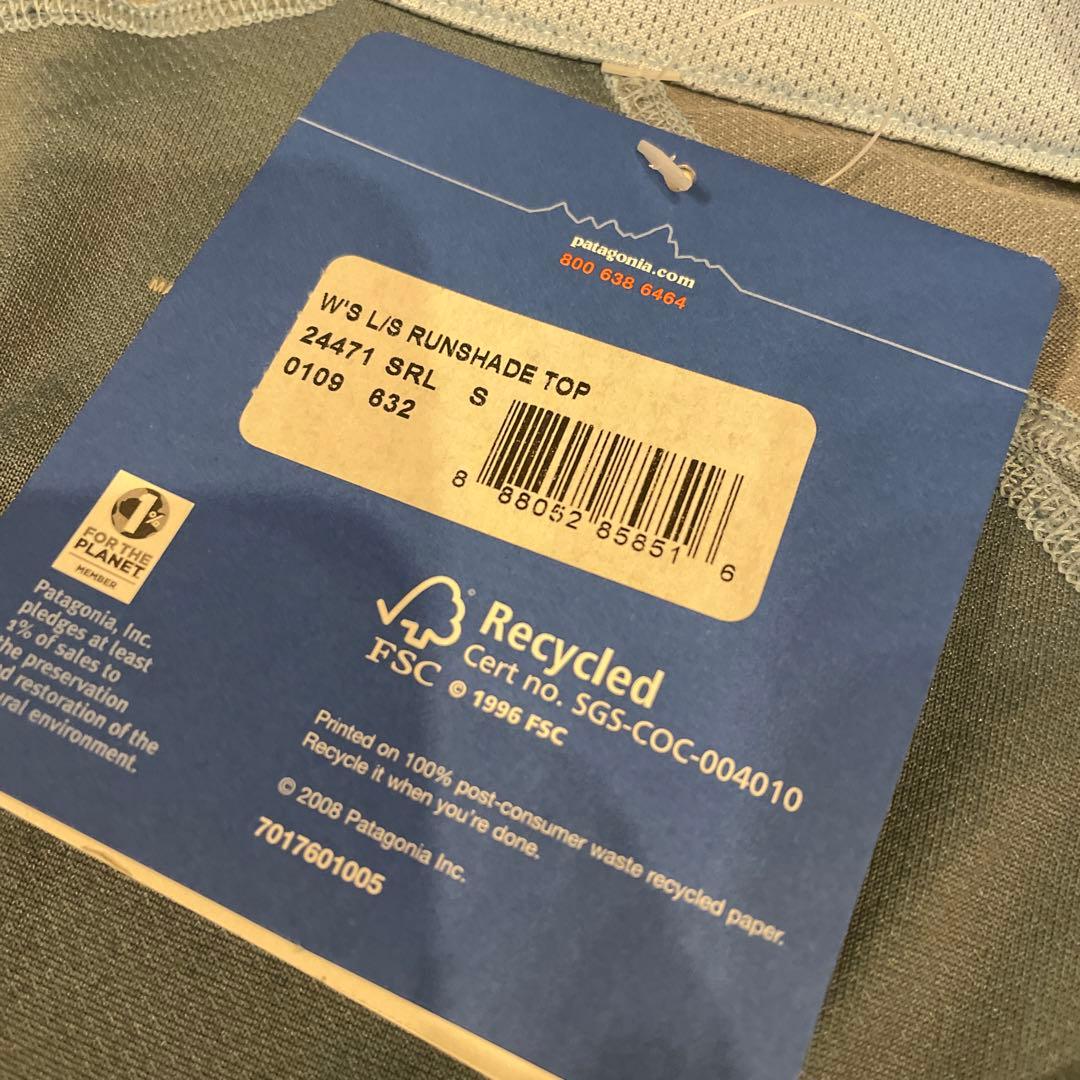 patagonia.com
800 638 6464
W'S L/S RUNSHADE TOP
24471 SRL S
0109 632
8 88052 85851 6
1%
FOR THE
PLANET
MEMBER
Patagonia, Inc.
pledges at least
1% of sales to
he preservation
d restoration of the
ural environment.
FSC
Recycled
Cert no. SGS-COC-004010
© 1996 FSC
Printed on 100% post-consumer waste recycled paper.
Recycle it when you're done.
© 2008 Patagonia Inc.
7017601005